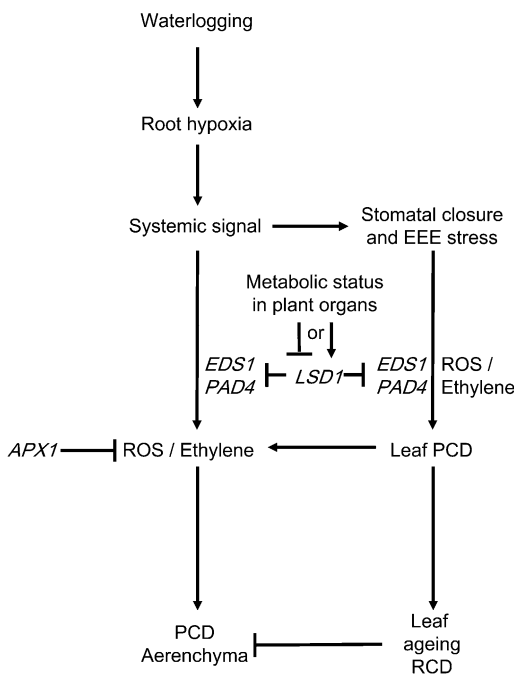 Waterlogging
Root hypoxia
Systemic signal
Stomatal closure
and EEE stress
Metabolic status
in plant organs
or
EDS1
PAD4
LSD1
EDS1
PAD4
ROS /
Ethylene
APX1
ROS / Ethylene
Leaf PCD
PCD
Aerenchyma
Leaf
ageing
RCD